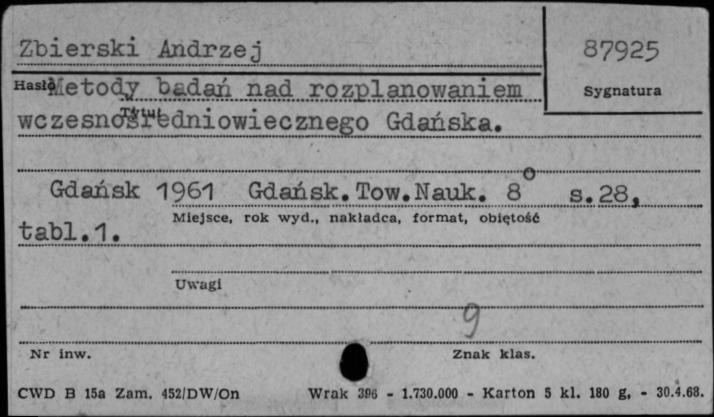 Zbierski Andrzej
87925
Hasło
Metody badań nad rozplanowaniem
Sygnatura
Tytuł
wczesnośredniowiecznego Gdańska.
Gdańsk 1961 Gdańsk.Tow.Nauk. 8° s.28,
Miejsce, rok wyd., nakładca, format, objętość
tabl.1.
Uwagi
9
Nr inw.
Znak klas.
CWD B 15a Zam. 452/DW/On Wrak 396 - 1.730.000 - Karton 5 kl. 180 g, - 30.4.68.